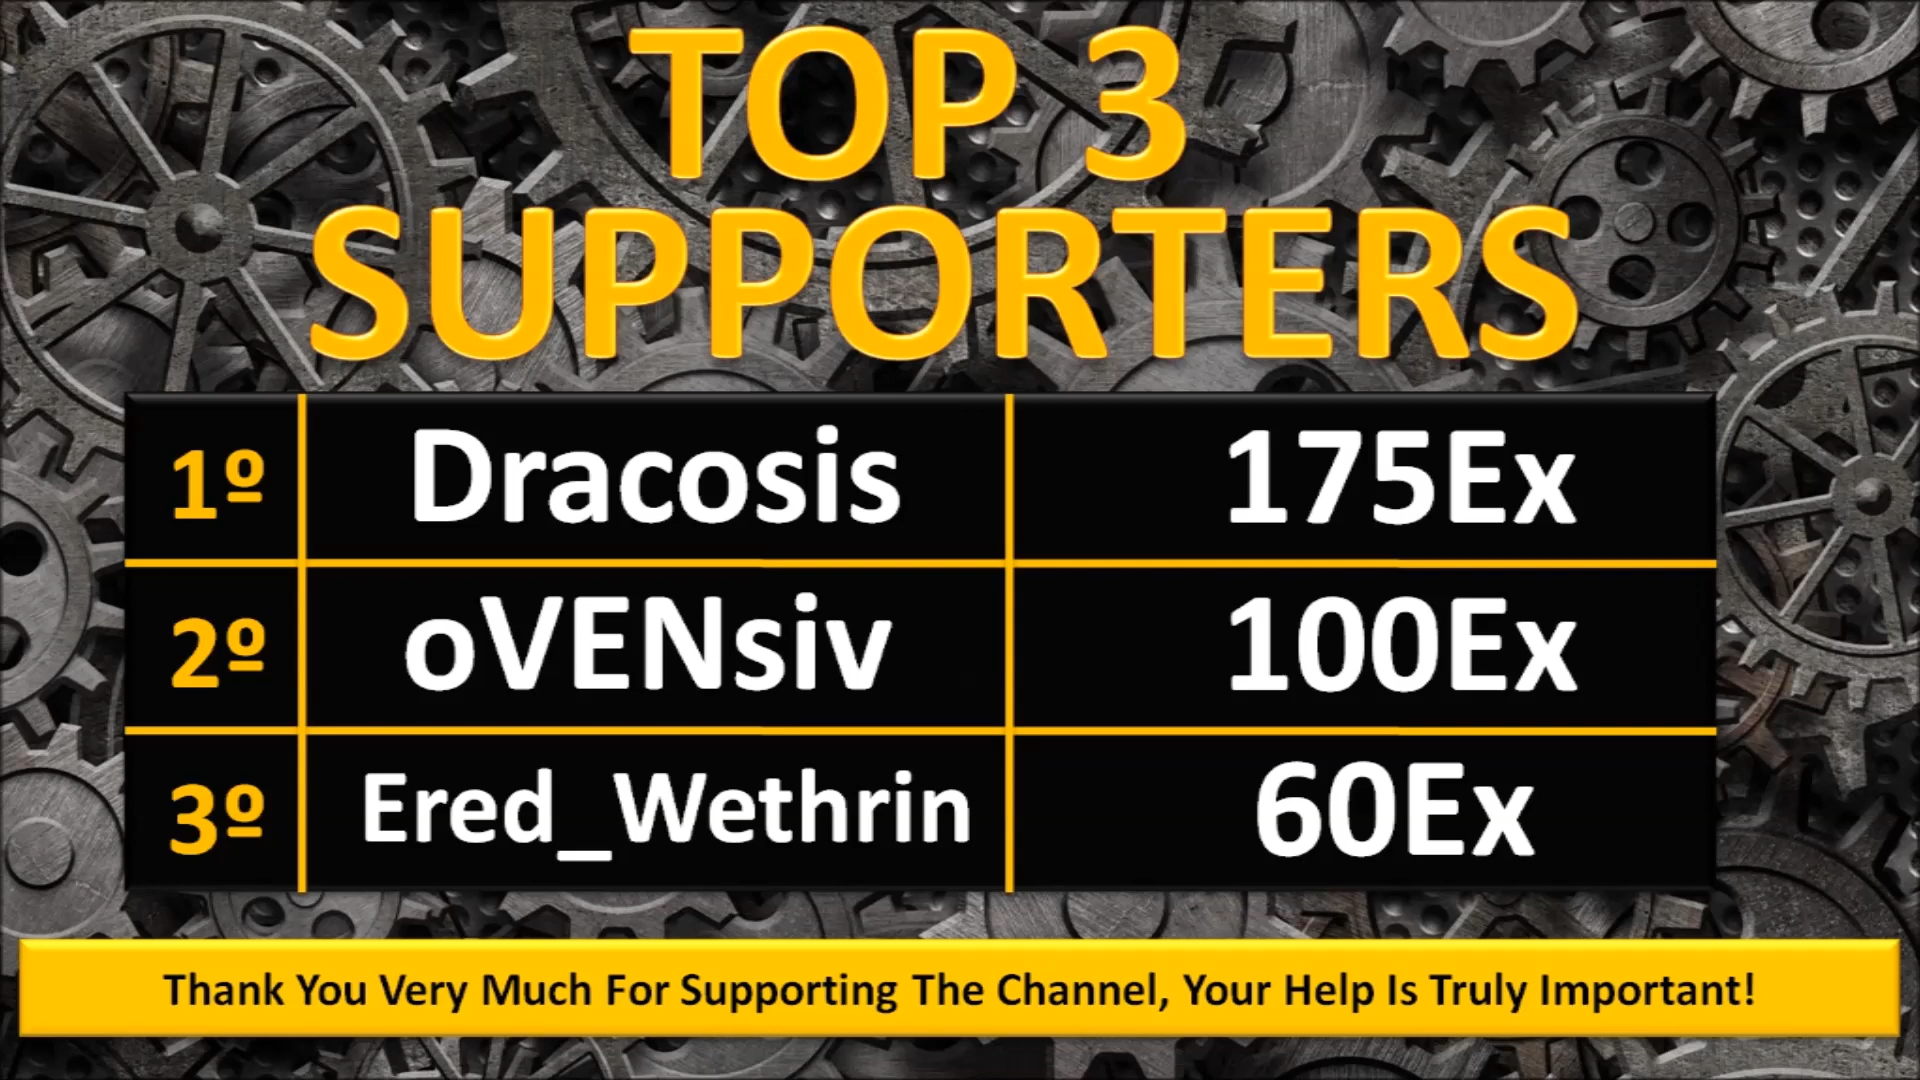 TOP 3
SUPPORTERS
1º Dracosis 175Ex
2º oVENsiv 100Ex
3º Ered_Wethrin 60Ex
Thank You Very Much For Supporting The Channel, Your Help Is Truly Important!